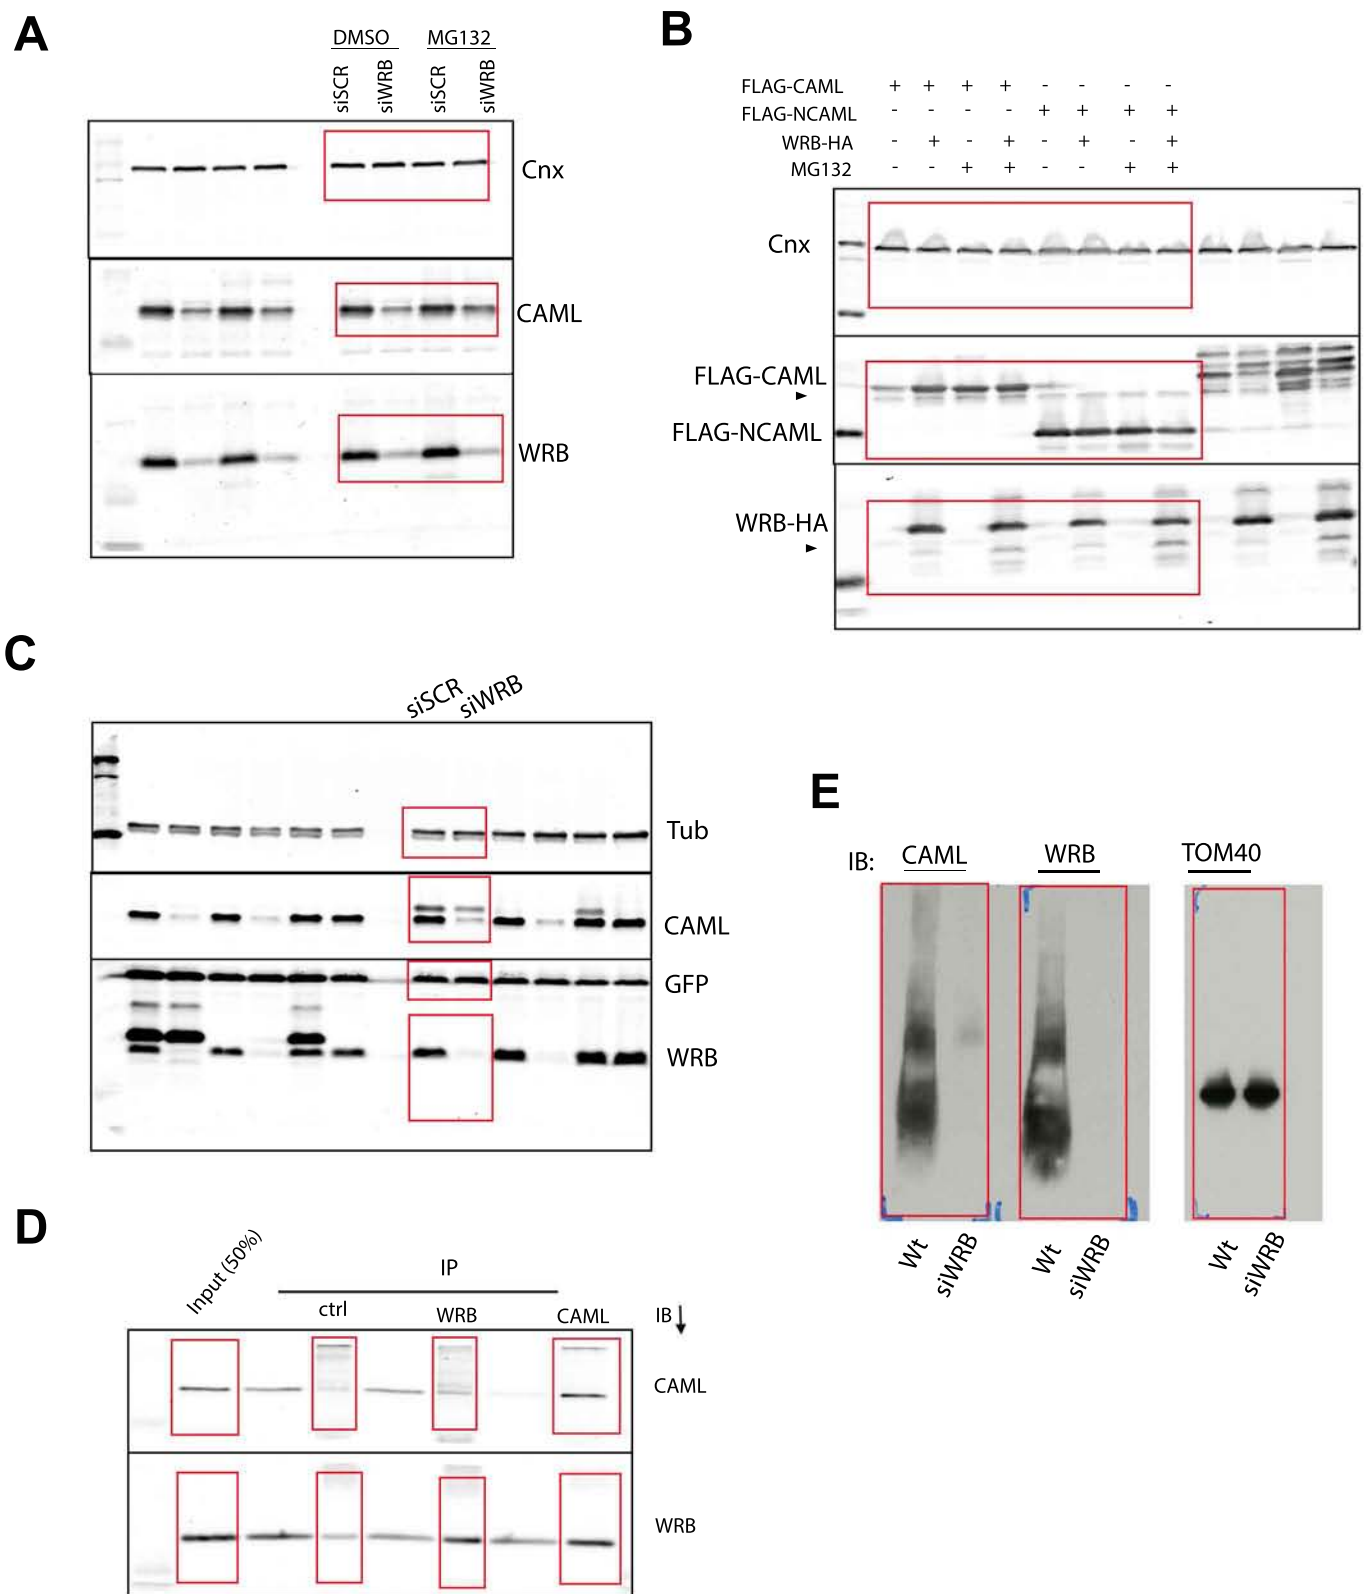 A
DMSO MG132
siSCR siWRB siSCR siWRB
Cnx
CAML
WRB
B
FLAG-CAML + + + + - - - -
FLAG-NCAML - - - - + + + +
WRB-HA - + - + - + - +
MG132 - - + + - - + +
Cnx
FLAG-CAML
FLAG-NCAML
WRB-HA
C
siSCR siWRB
Tub
CAML
GFP
WRB
D
Input (50%)
IP
ctrl WRB CAML IB
CAML
WRB
E
IB: CAML WRB TOM40
Wt siWRB Wt siWRB Wt siWRB